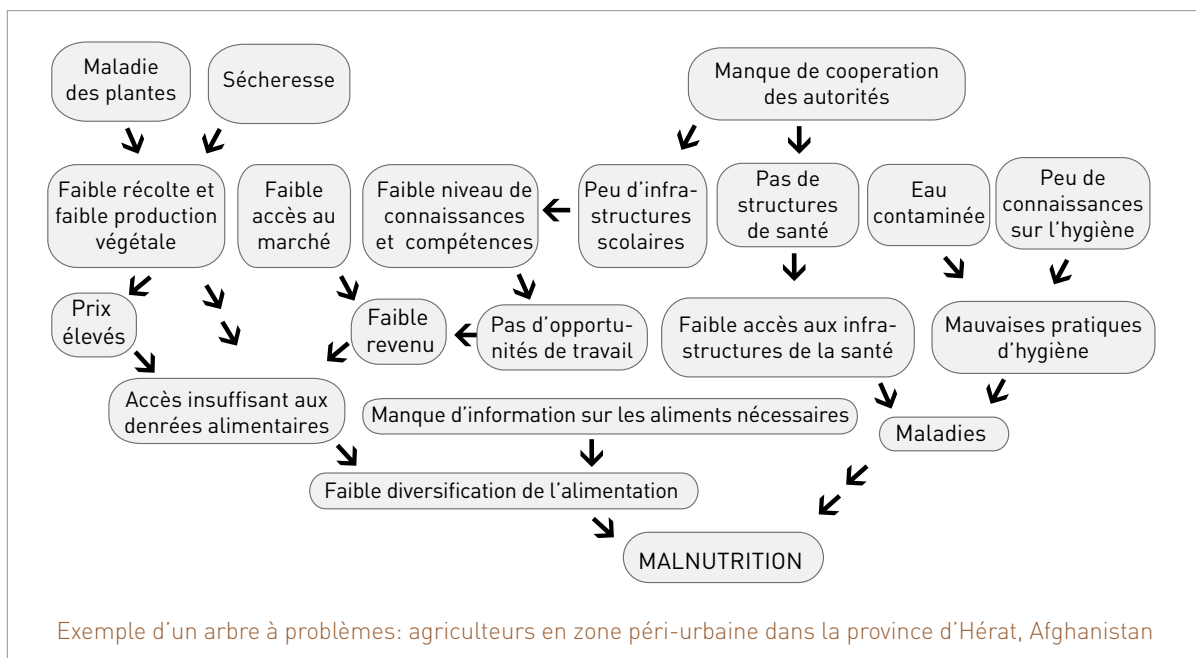 Maladie
des plantes
Sécheresse
Manque de cooperation
des autorités
Faible récolte et
faible production
végétale
Faible
accès au
marché
Faible niveau de
connaissances
et compétences
Peu d'infra-
structures
scolaires
Pas de
structures
de santé
Eau
contaminée
Peu de
connaissances
sur l'hygiène
Prix
élevés
Faible
revenu
Pas d'opportu-
nités de travail
Faible accès aux infra-
structures de la santé
Mauvaises pratiques
d'hygiène
Accès insuffisant aux
denrées alimentaires
Manque d'information sur les aliments nécessaires
Maladies
Faible diversification de l'alimentation
MALNUTRITION
Exemple d'un arbre à problèmes: agriculteurs en zone péri-urbaine dans la province d'Hérat, Afghanistan